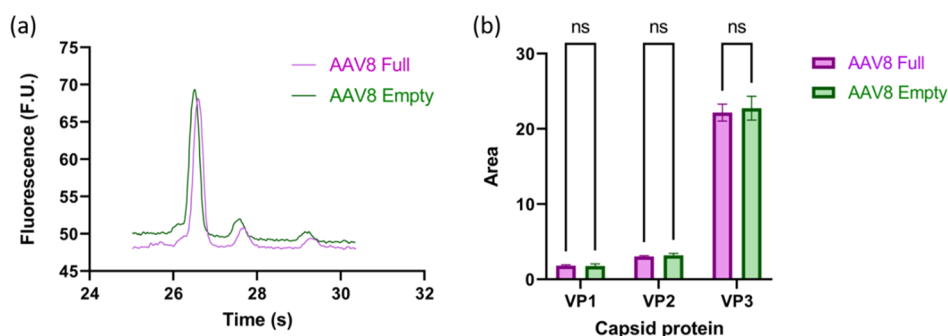 (a)
75
70
65
60
55
50
45
24
26
28
30
32
Fluorescence (F.U.)
Time (s)
AAV8 Full
AAV8 Empty
(b)
ns
ns
ns
30
20
10
0
Area
VP1
VP2
VP3
Capsid protein
AAV8 Full
AAV8 Empty